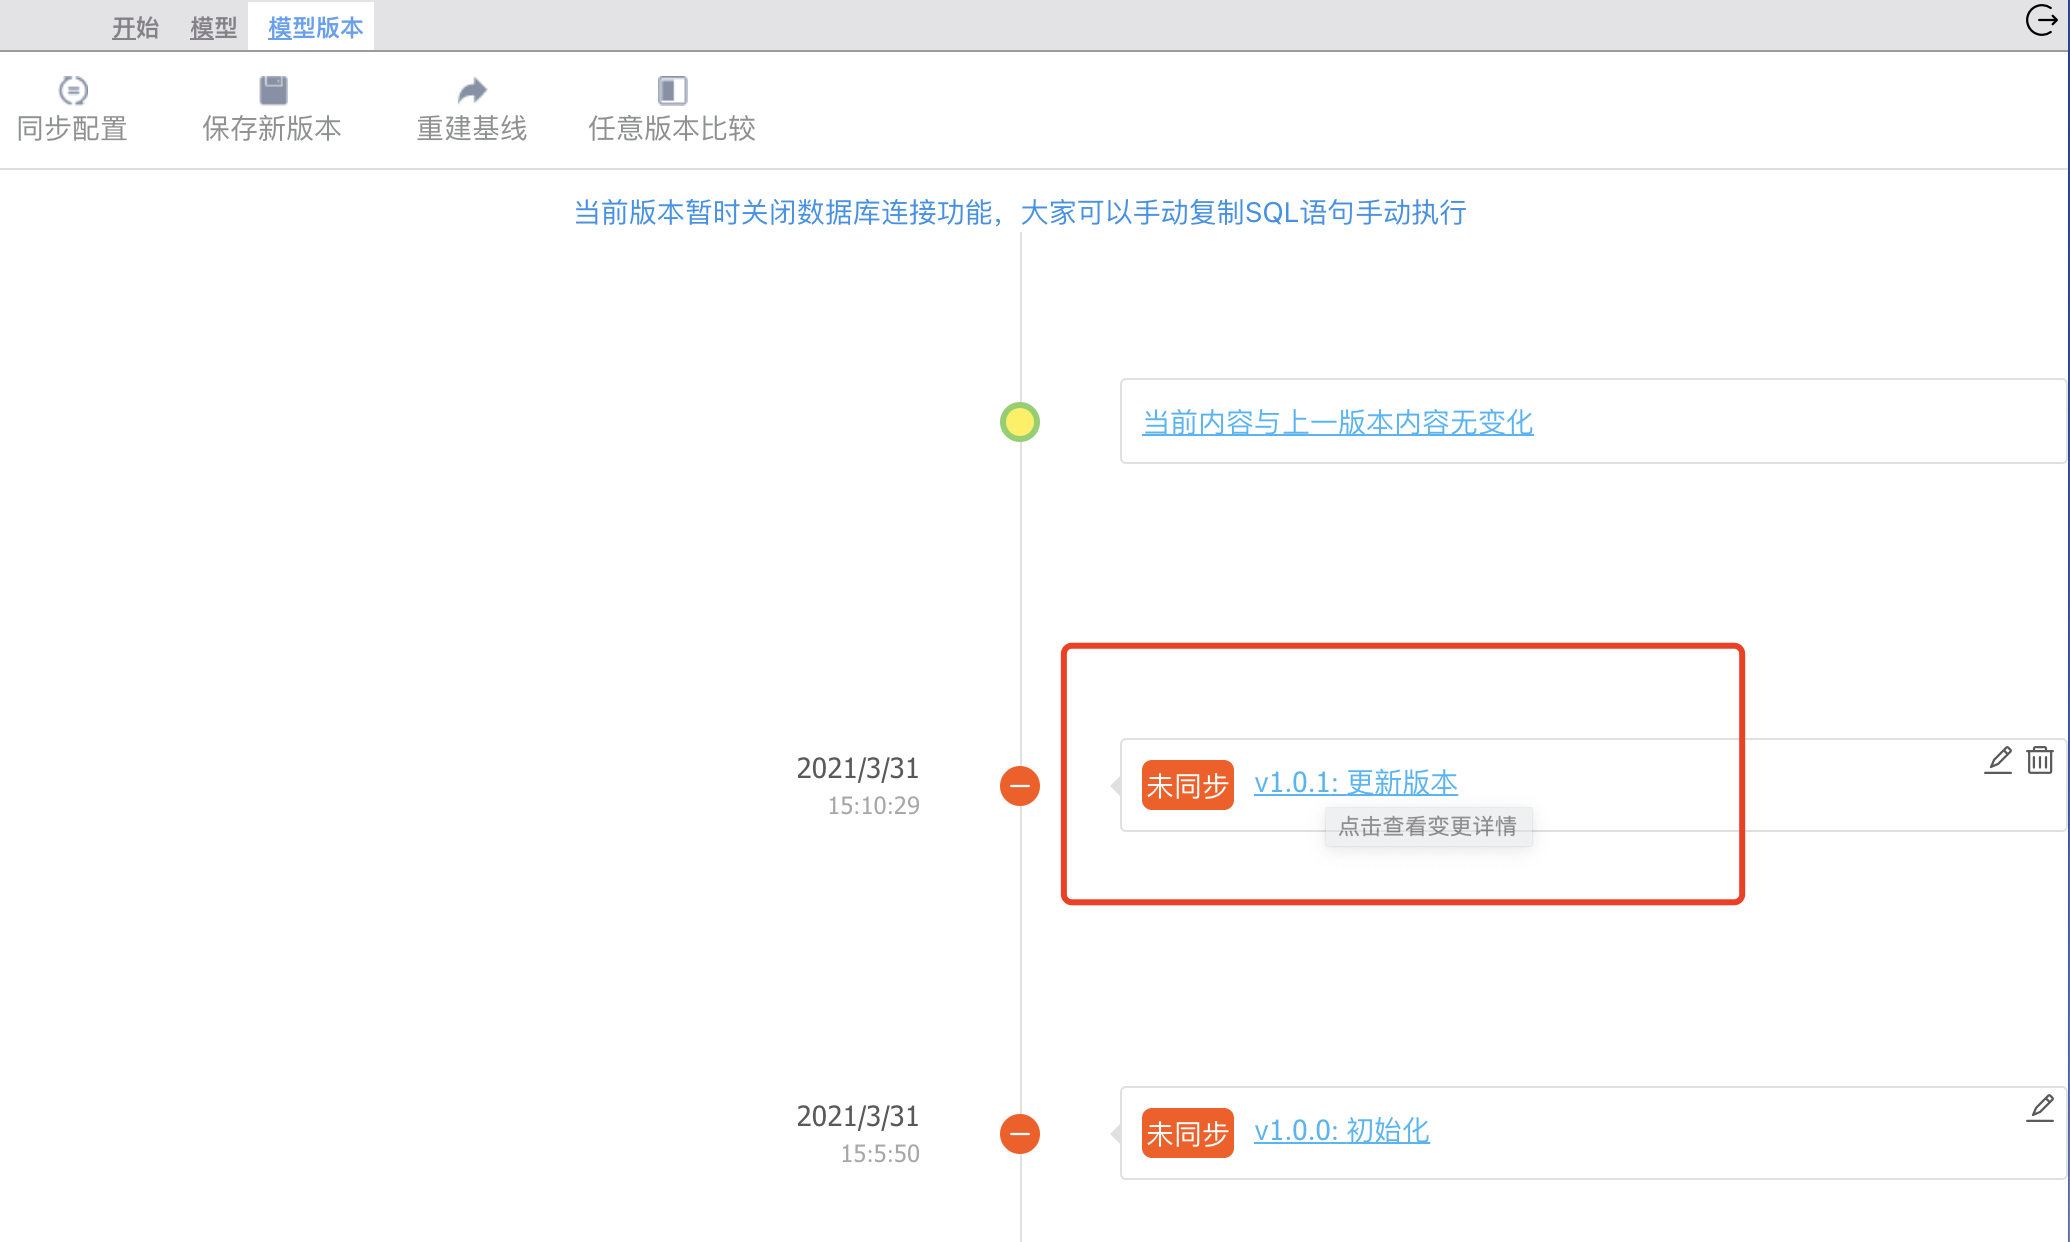 开始 模型 模型版本
同步配置 保存新版本 重建基线 任意版本比较
当前版本暂时关闭数据库连接功能，大家可以手动复制SQL语句手动执行
当前内容与上一版本内容无变化
2021/3/31
15:10:29
未同步 v1.0.1: 更新版本
点击查看变更详情
2021/3/31
15:5:50
未同步 v1.0.0: 初始化